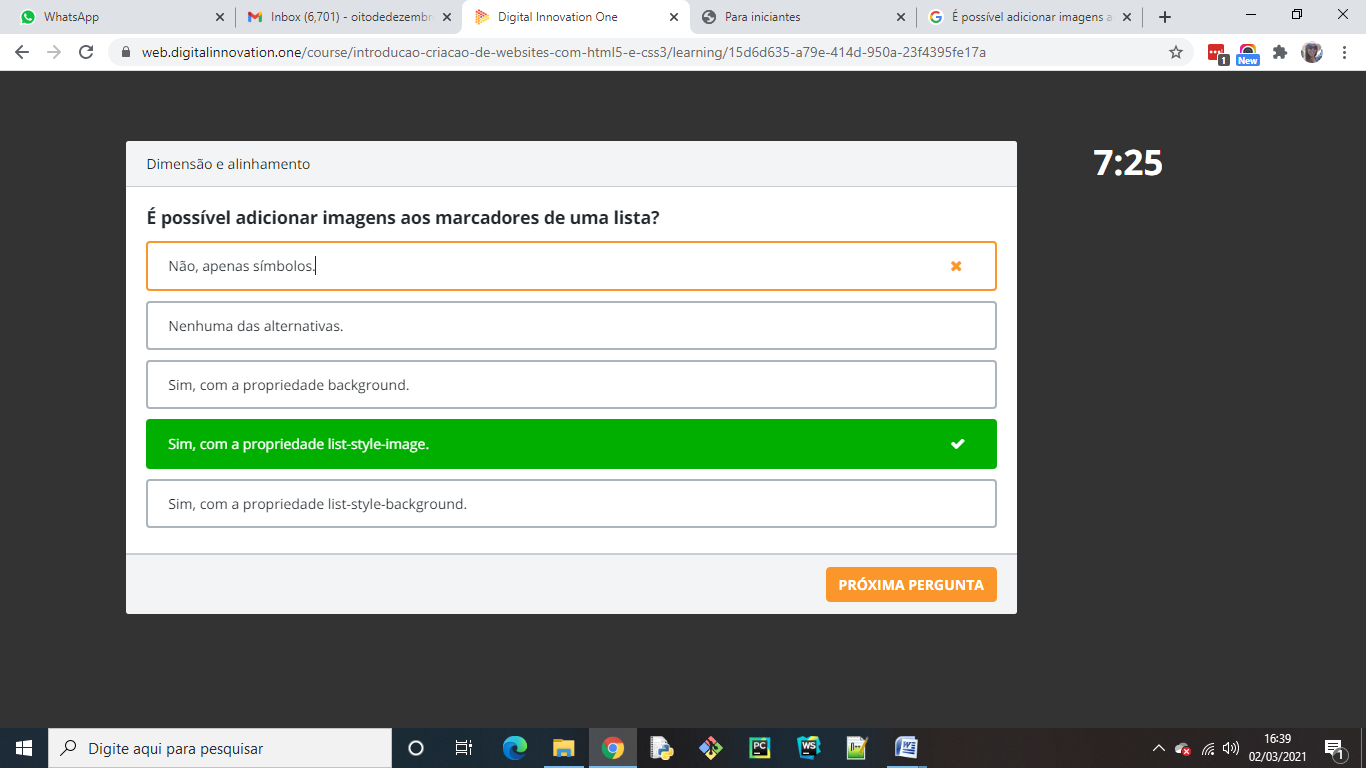 WhatsApp
Inbox (6,701) - oitodedezembr
Digital Innovation One
Para iniciantes
É possível adicionar imagens a
web.digitalinnovation.one/course/introducao-criacao-de-websites-com-html5-e-css3/learning/15d6d635-a79e-414d-950a-23f4395fe17a
1
New
Dimensão e alinhamento
7:25
É possível adicionar imagens aos marcadores de uma lista?
Não, apenas símbolos.
Nenhuma das alternativas.
Sim, com a propriedade background.
Sim, com a propriedade list-style-image.
Sim, com a propriedade list-style-background.
PRÓXIMA PERGUNTA
Digite aqui para pesquisar
PC
WS
16:39
02/03/2021
1